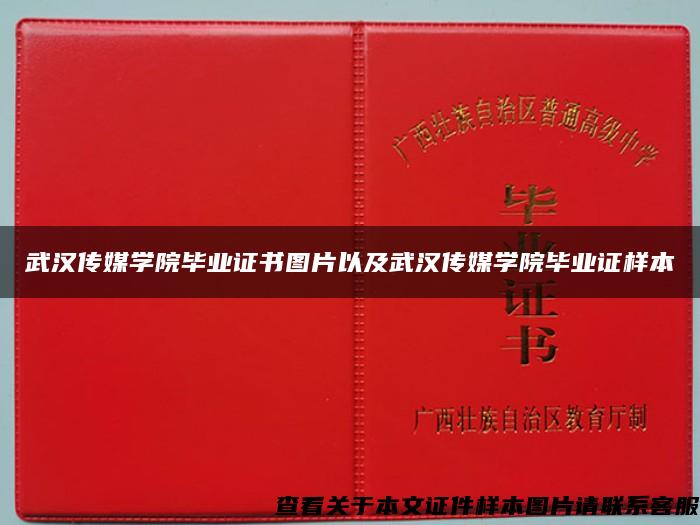 广西壮族自治区普通高级中学
毕业证书
武汉传媒学院毕业证书图片以及武汉传媒学院毕业证样本
广西壮族自治区教育厅制
查看关于本文证件样本图片请联系客服